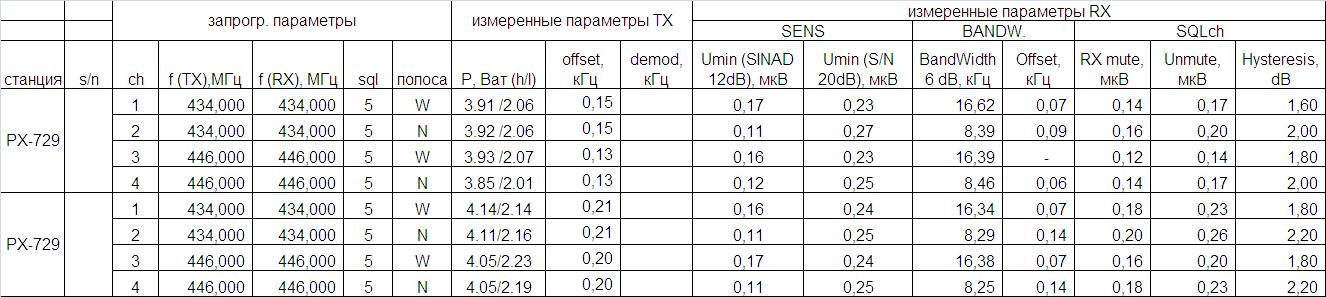 запрогр. параметры измеренные параметры TX измеренные параметры RX
SENS BANDW. SQLch
станция s/n ch f (TX),МГц f (RX), МГц sql попоса P, Ват (h/l) offset, кГц demod, кГц Umin (SINAD 12dB), мкВ Umin (S/N 20dB), мкВ BandWidth 6 dB, кГц Offset, кГц RX mute, мкВ Unmute, мкВ Hysteresis, dB
PX-729
1 434,000 434,000 5 W 3.91 /2.06 0,15 0,17 0,23 16,62 0,07 0,14 0,17 1,60
2 434,000 434,000 5 N 3.92 /2.06 0,15 0,11 0,27 8,39 0,09 0,16 0,20 2,00
3 446,000 446,000 5 W 3.93 /2.07 0,13 0,16 0,23 16,39 - 0,12 0,14 1,80
4 446,000 446,000 5 N 3.85 /2.01 0,13 0,12 0,25 8,46 0,06 0,14 0,17 2,00
PX-729
1 434,000 434,000 5 W 4.14/2.14 0,21 0,16 0,24 16,34 0,07 0,18 0,23 1,80
2 434,000 434,000 5 N 4.11/2.16 0,21 0,11 0,25 8,29 0,14 0,20 0,26 2,20
3 446,000 446,000 5 W 4.05/2.23 0,20 0,17 0,24 16,38 0,07 0,16 0,20 1,80
4 446,000 446,000 5 N 4.05/2.19 0,20 0,11 0,25 8,25 0,14 0,18 0,23 2,20